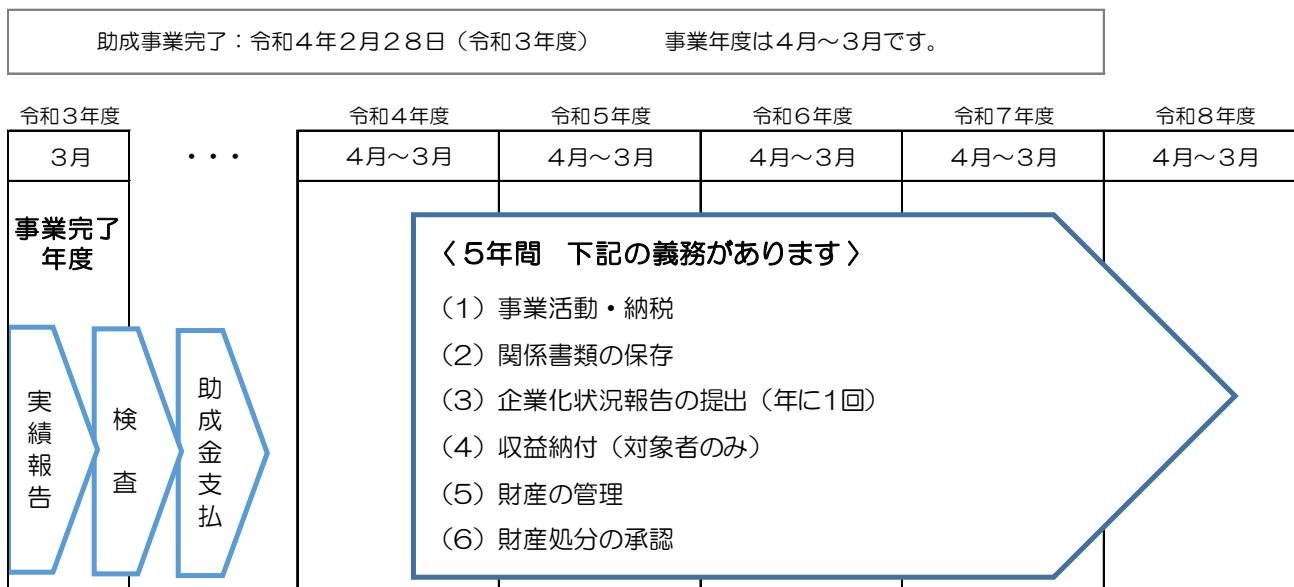 助成事業完了：令和4年2月28日（令和3年度）　　事業年度は4月～3月です。
令和3年度　令和4年度　令和5年度　令和6年度　令和7年度　令和8年度
3月　・・・　4月～3月　4月～3月　4月～3月　4月～3月　4月～3月
事業完了
年度
実績報告
検査
助成金支払
〈5年間　下記の義務があります〉
（1）事業活動・納税
（2）関係書類の保存
（3）企業化状況報告の提出（年に1回）
（4）収益納付（対象者のみ）
（5）財産の管理
（6）財産処分の承認